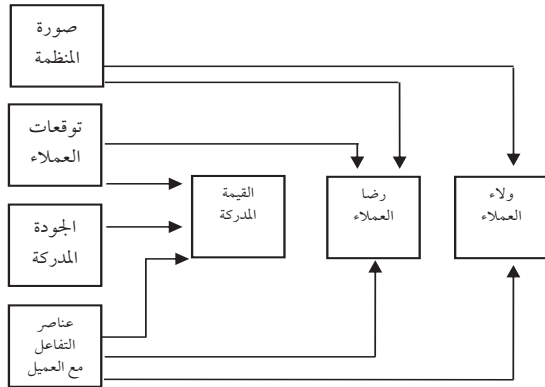 صورة
المنظمة
توقعات
العملاء
القيمة
المدركة
رضا
العملاء
ولاء
العملاء
الجودة
المدركة
عناصر
التفاعل
مع العميل